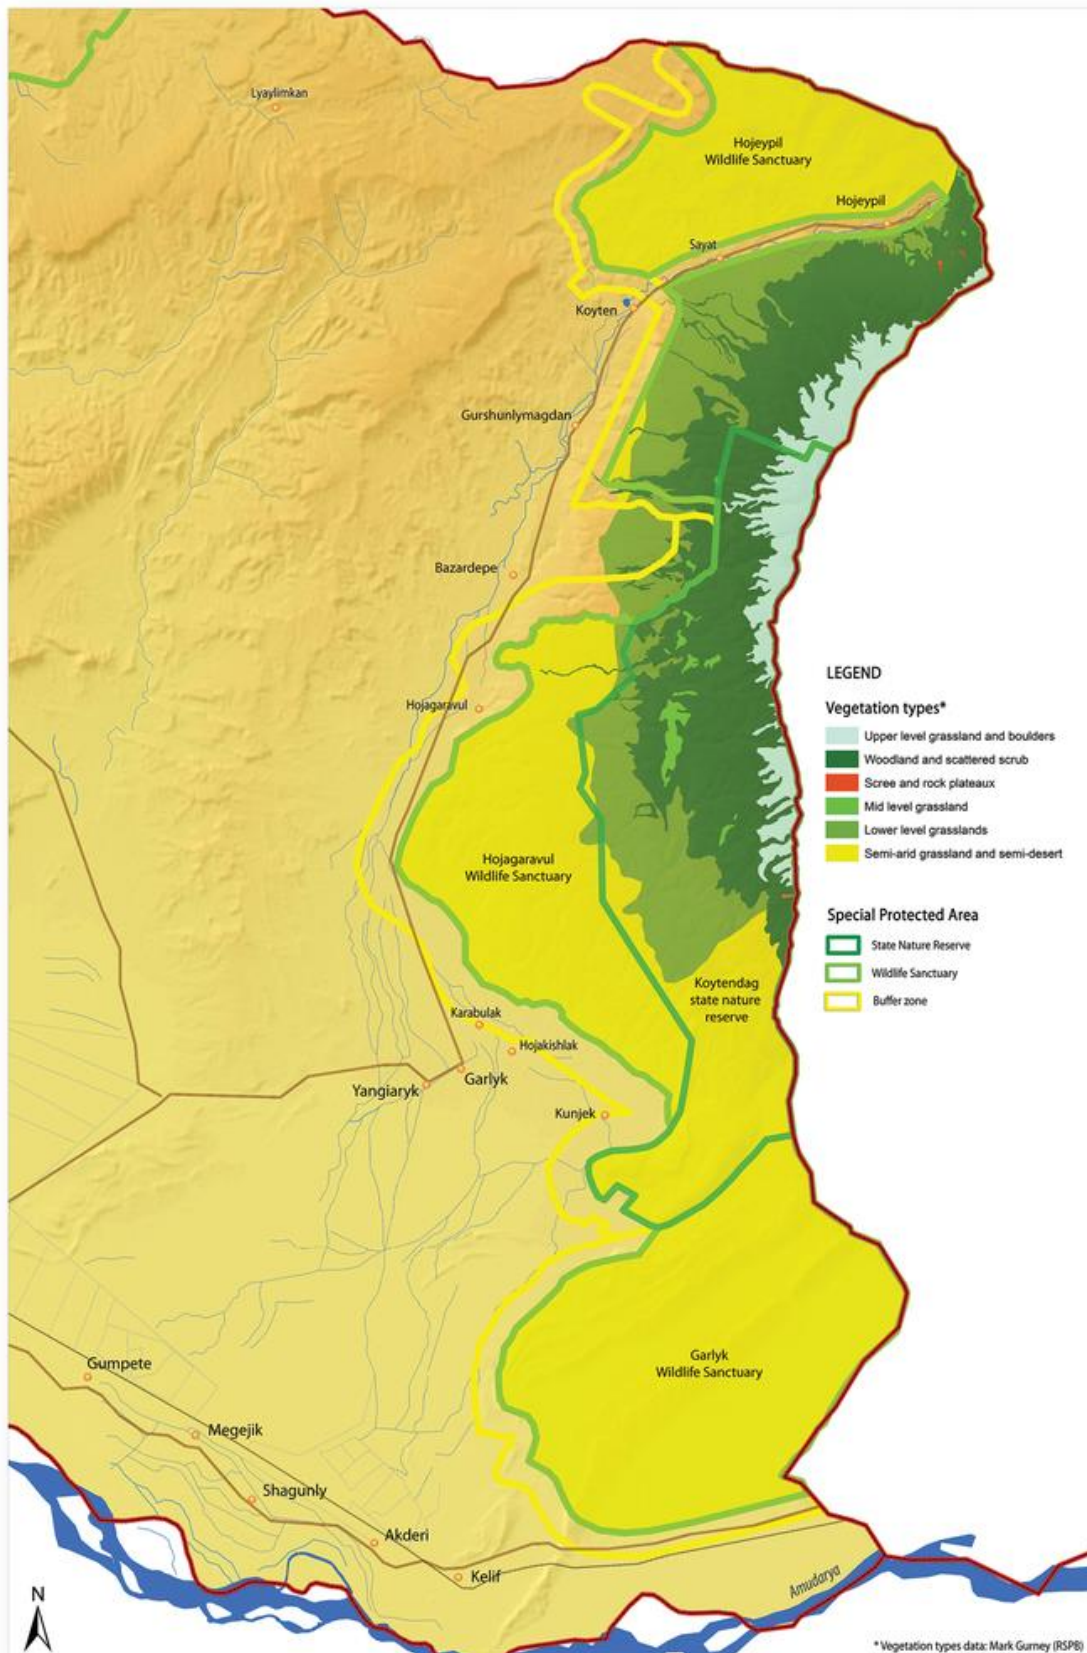 Lyaylimkan
Hojeypil
Wildlife Sanctuary
Hojeypil
Sayat
Koyten
Gurshunlymagdan
Bazardepe
Hojagaravul
Hojagaravul
Wildlife Sanctuary
Koytendag
state nature
reserve
Karabulak
Hojakishlak
Garlyk
Yangiaryk
Kunjek
Garlyk
Wildlife Sanctuary
Gumpete
Megejik
Shagunly
Akderi
Kelif
Amudarya
N
LEGEND
Vegetation types*
Upper level grassland and boulders
Woodland and scattered scrub
Scree and rock plateaux
Mid level grassland
Lower level grasslands
Semi-arid grassland and semi-desert
Special Protected Area
State Nature Reserve
Wildlife Sanctuary
Buffer zone
* Vegetation types data: Mark Gurney (RSPB)